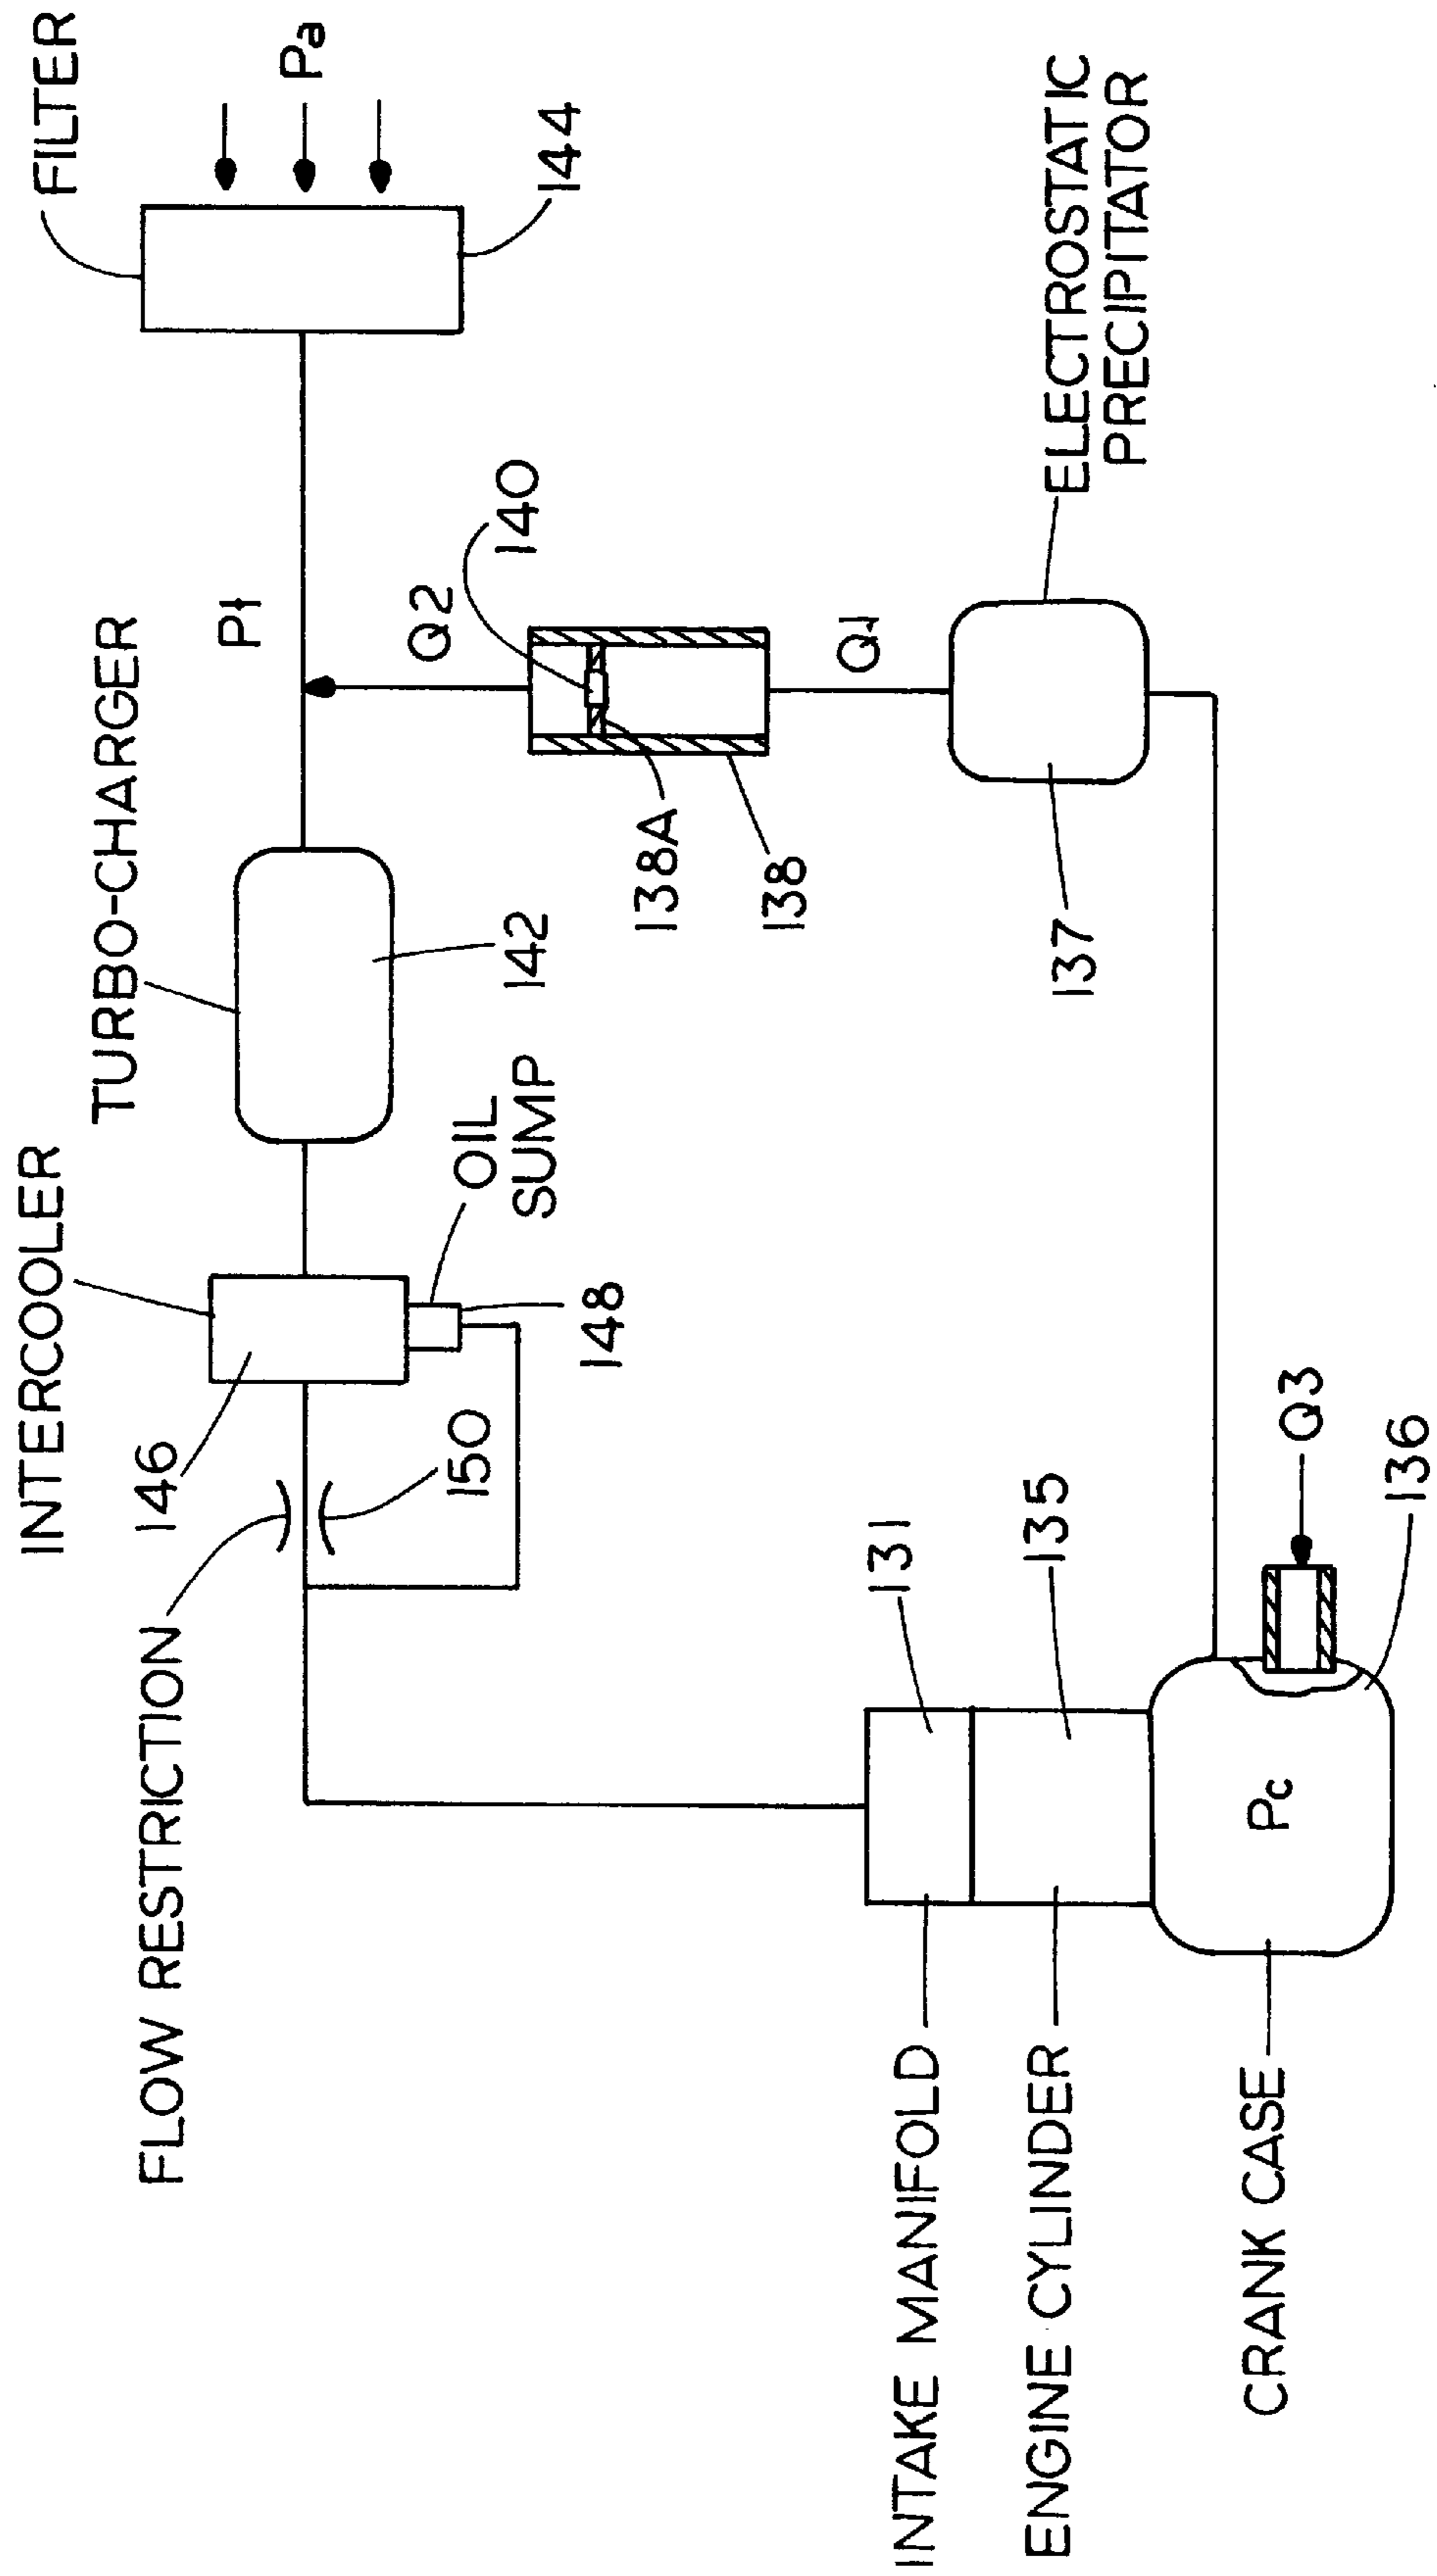 FILTER
Pa
144
TURBO-CHARGER
Pt
Q2
140
142
138A
138
Q1
ELECTROSTATIC
PRECIPITATOR
137
INTERCOOLER
146
OIL
SUMP
148
150
FLOW RESTRICTION
131
135
Q3
136
Pc
INTAKE MANIFOLD
ENGINE CYLINDER
CRANK CASE